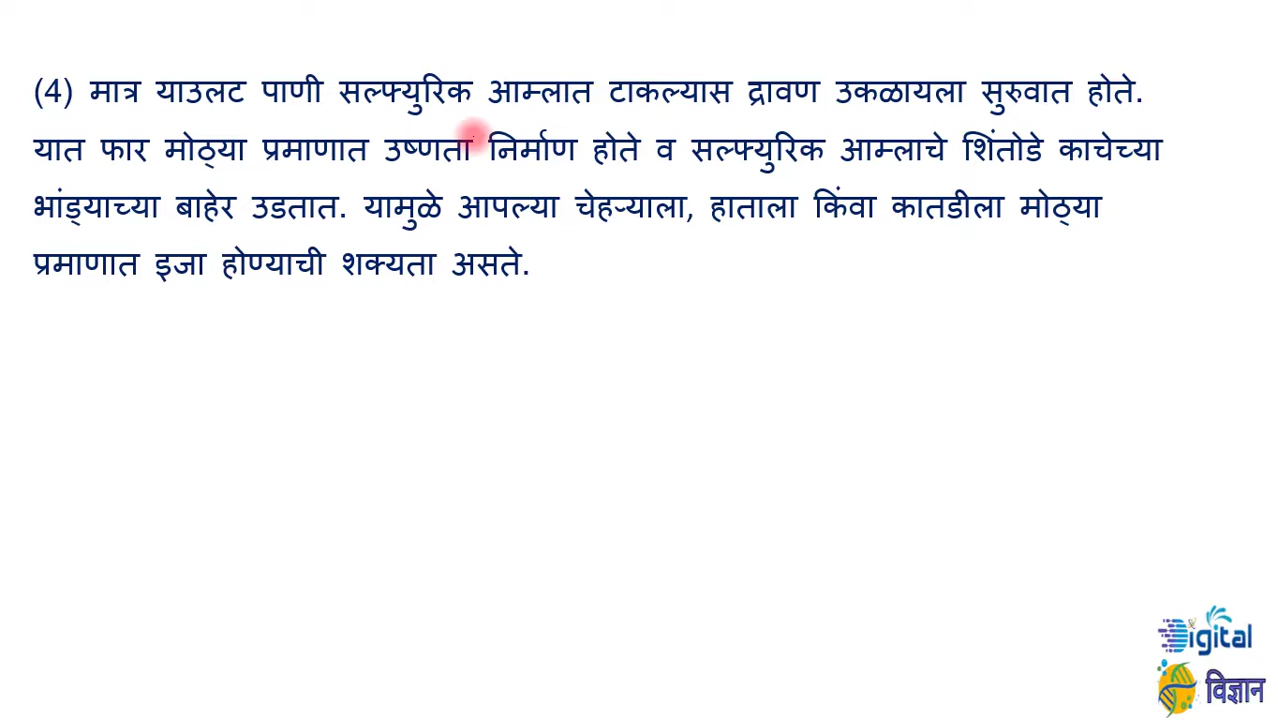 (4) मात्र याउलट पाणी सल्फ्युरिक आम्लात टाकल्यास द्रावण उकळायला सुरुवात होते.
यात फार मोठ्या प्रमाणात उष्णता निर्माण होते व सल्फ्युरिक आम्लाचे शिंतोडे काचेच्या
भांड्याच्या बाहेर उडतात. यामुळे आपल्या चेहऱ्याला, हाताला किंवा कातडीला मोठ्या
प्रमाणात इजा होण्याची शक्यता असते.
Digital
विज्ञान